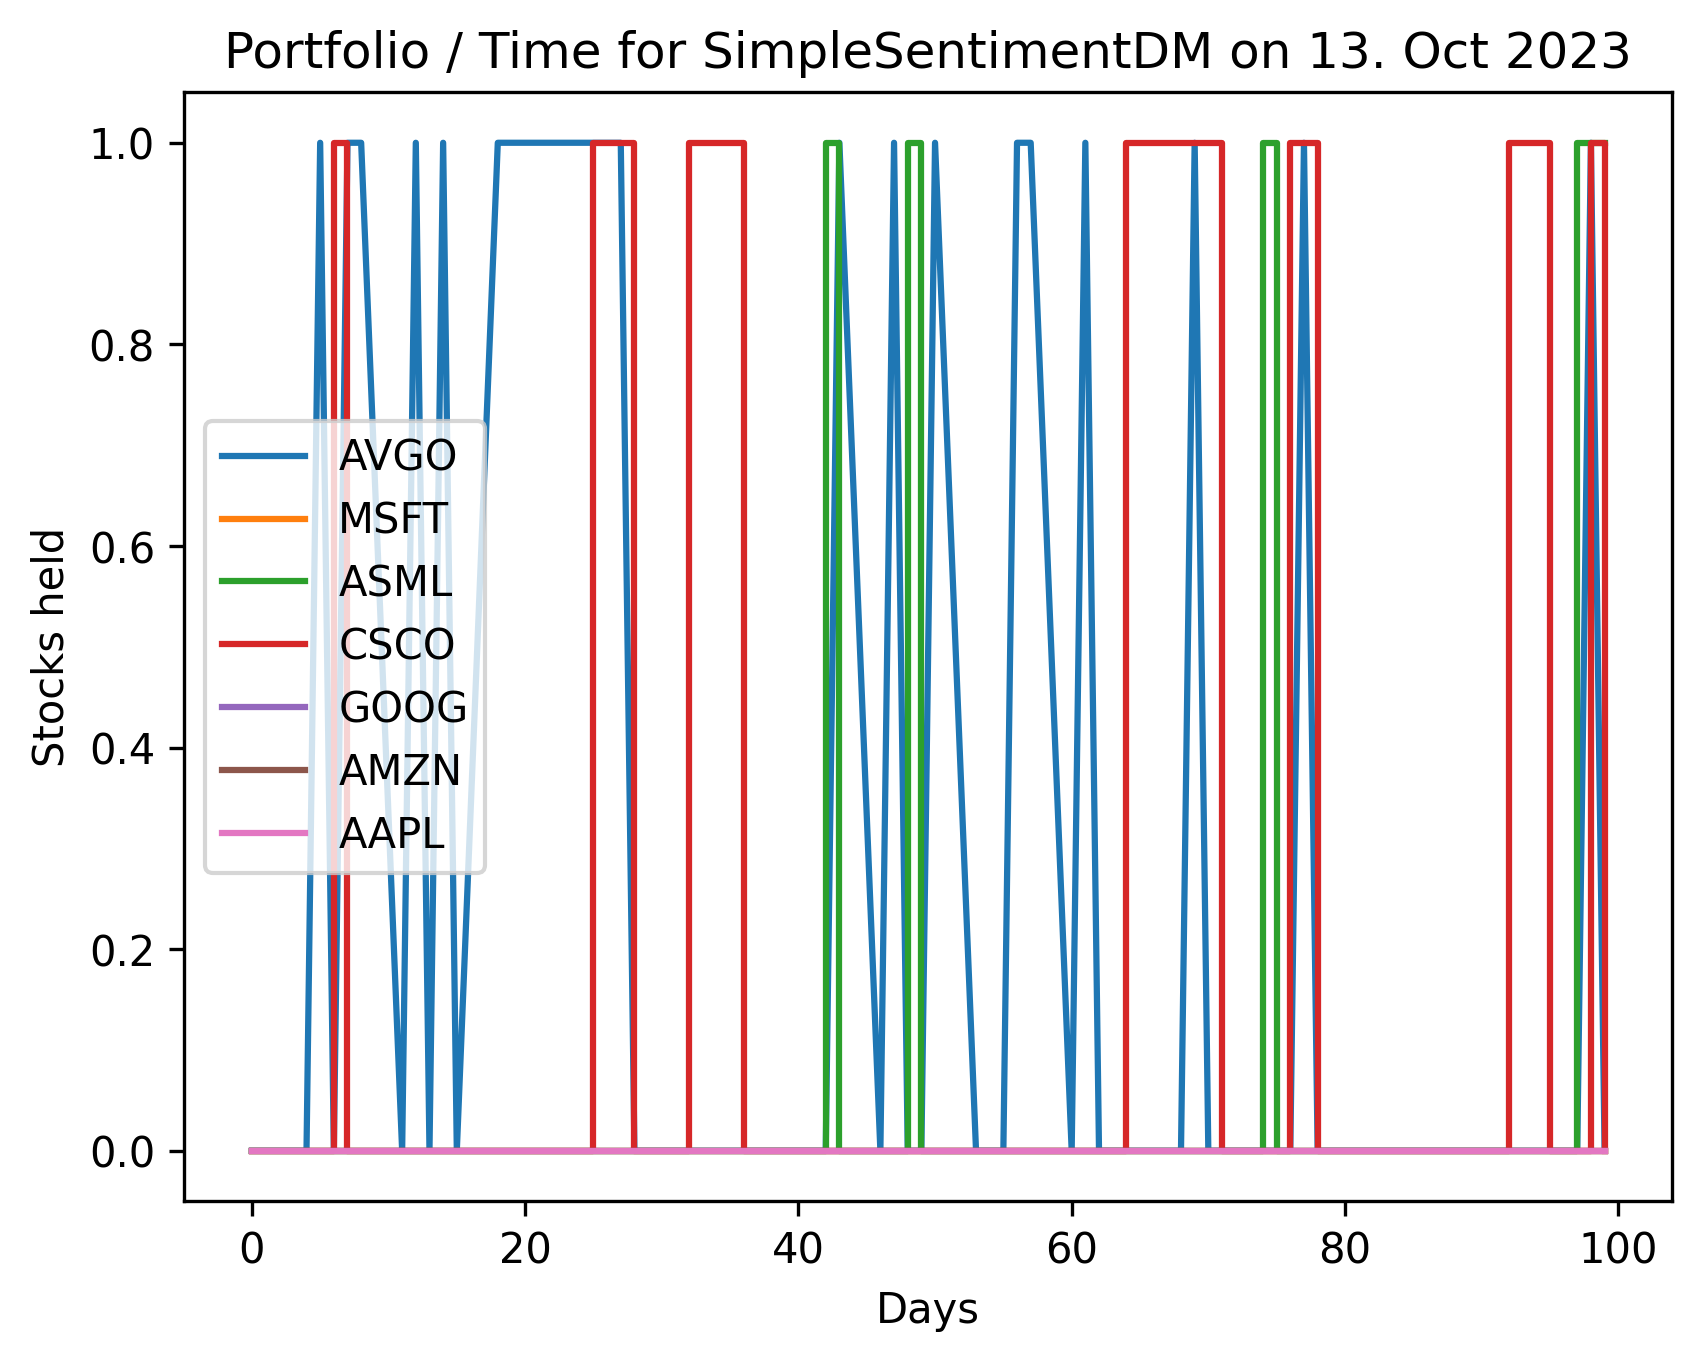 Portfolio / Time for SimpleSentimentDM on 13. Oct 2023
Stocks held
1.0
0.8
0.6
0.4
0.2
0.0
AVGO
MSFT
ASML
CSCO
GOOG
AMZN
AAPL
0 20 40 60 80 100
Days